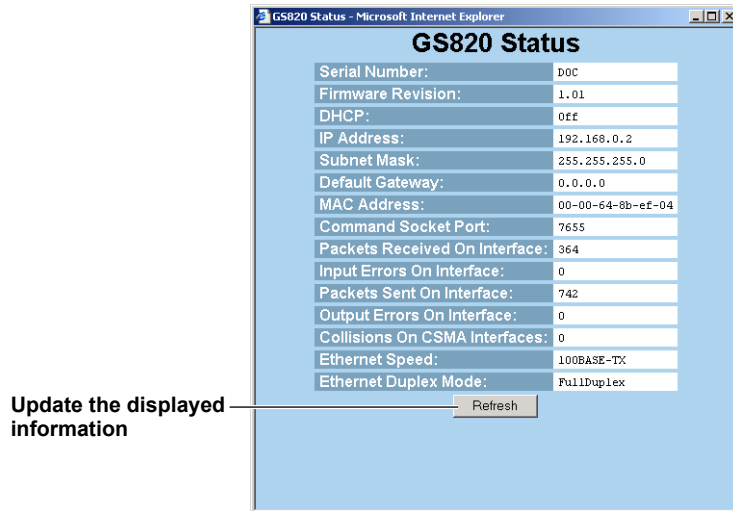 GS820 Status - Microsoft Internet Explorer
GS820 Status
Serial Number: DOC
Firmware Revision: 1.01
DHCP: Off
IP Address: 192.168.0.2
Subnet Mask: 255.255.255.0
Default Gateway: 0.0.0.0
MAC Address: 00-00-64-8b-ef-04
Command Socket Port: 7655
Packets Received On Interface: 364
Input Errors On Interface: 0
Packets Sent On Interface: 742
Output Errors On Interface: 0
Collisions On CSMA Interfaces: 0
Ethernet Speed: 100BASE-TX
Ethernet Duplex Mode: FullDuplex
Refresh
Update the displayed
information